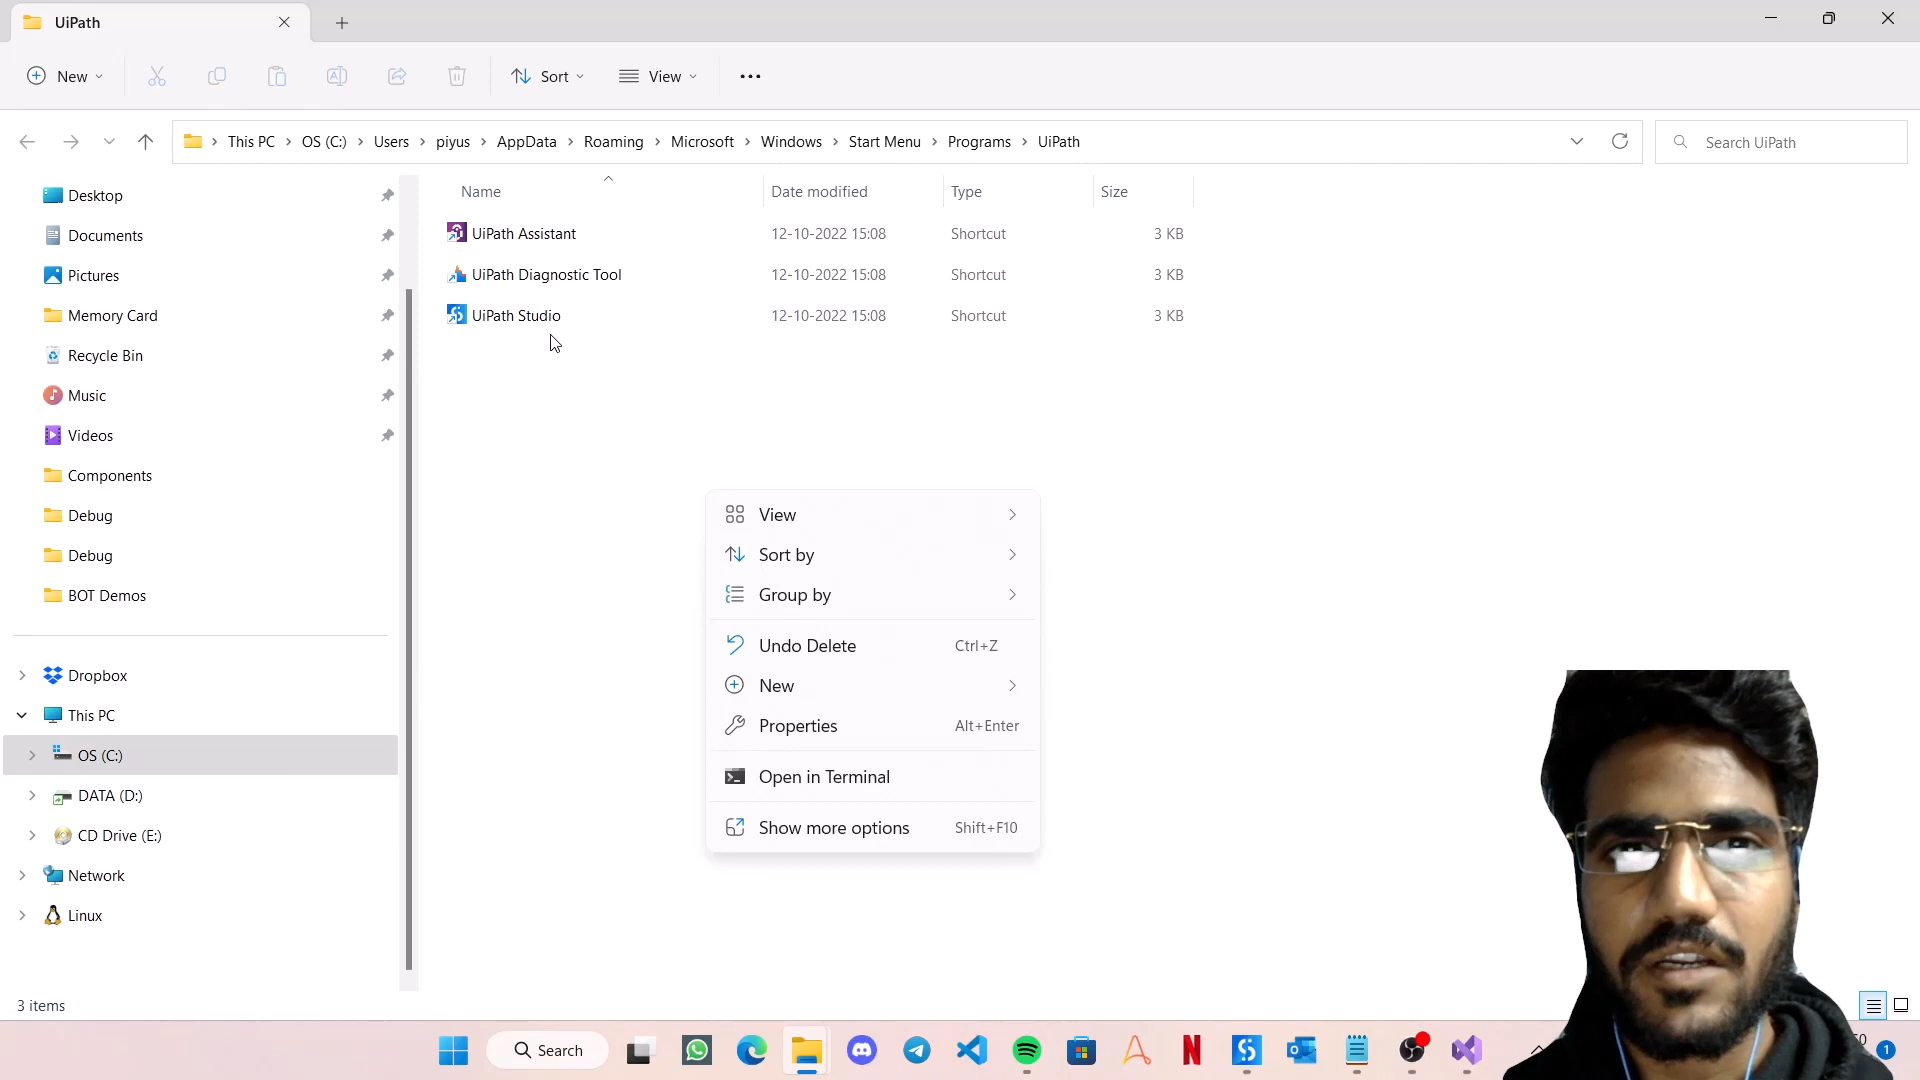 UiPath
New
Sort
View
This PC
OS (C:)
Users
piyus
AppData
Roaming
Microsoft
Windows
Start Menu
Programs
UiPath
Search UiPath
Name
Date modified
Type
Size
UiPath Assistant
12-10-2022 15:08
Shortcut
3 KB
UiPath Diagnostic Tool
12-10-2022 15:08
Shortcut
3 KB
UiPath Studio
12-10-2022 15:08
Shortcut
3 KB
Desktop
Documents
Pictures
Memory Card
Recycle Bin
Music
Videos
Components
Debug
Debug
BOT Demos
Dropbox
This PC
OS (C:)
DATA (D:)
CD Drive (E:)
Network
Linux
View
Sort by
Group by
Undo Delete Ctrl+Z
New
Properties Alt+Enter
Open in Terminal
Show more options Shift+F10
3 items
Search
1